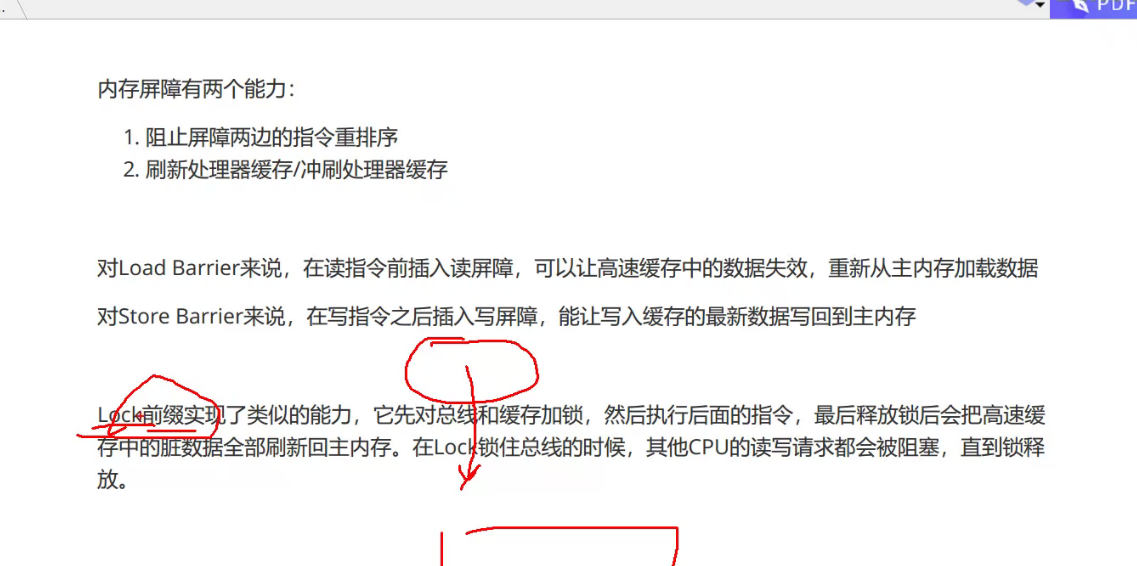 PDF
内存屏障有两个能力：
1. 阻止屏障两边的指令重排序
2. 刷新处理器缓存/冲刷处理器缓存
对Load Barrier来说，在读指令前插入读屏障，可以让高速缓存中的数据失效，重新从主内存加载数据
对Store Barrier来说，在写指令之后插入写屏障，能让写入缓存的最新数据写回到主内存
Lock前缀实现了类似的能力，它先对总线和缓存加锁，然后执行后面的指令，最后释放锁后会把高速缓
存中的脏数据全部刷新回主内存。在Lock锁住总线的时候，其他CPU的读写请求都会被阻塞，直到锁释
放。